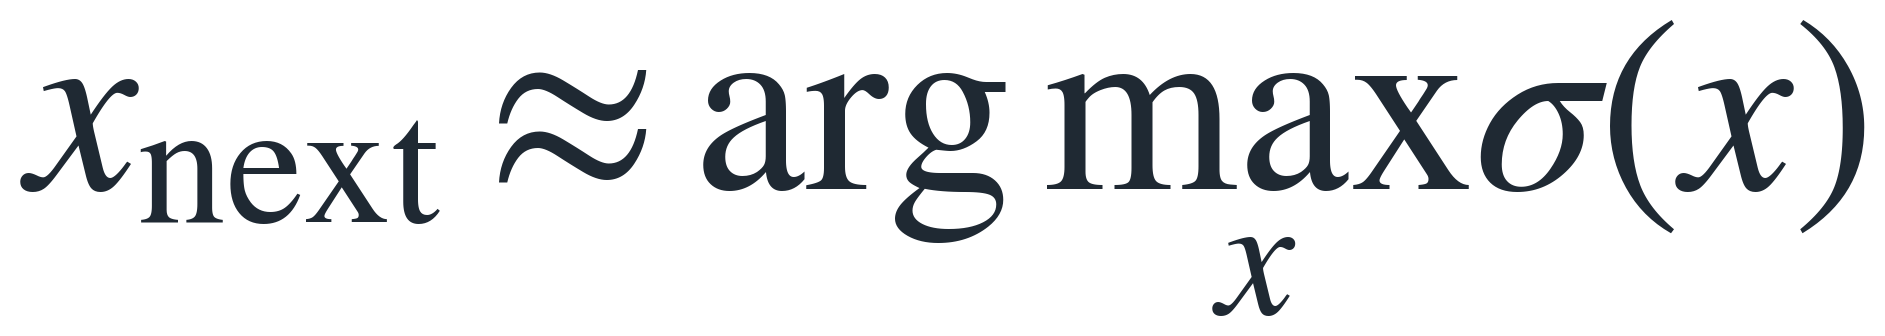 x_next ≈ arg max_x σ(x)